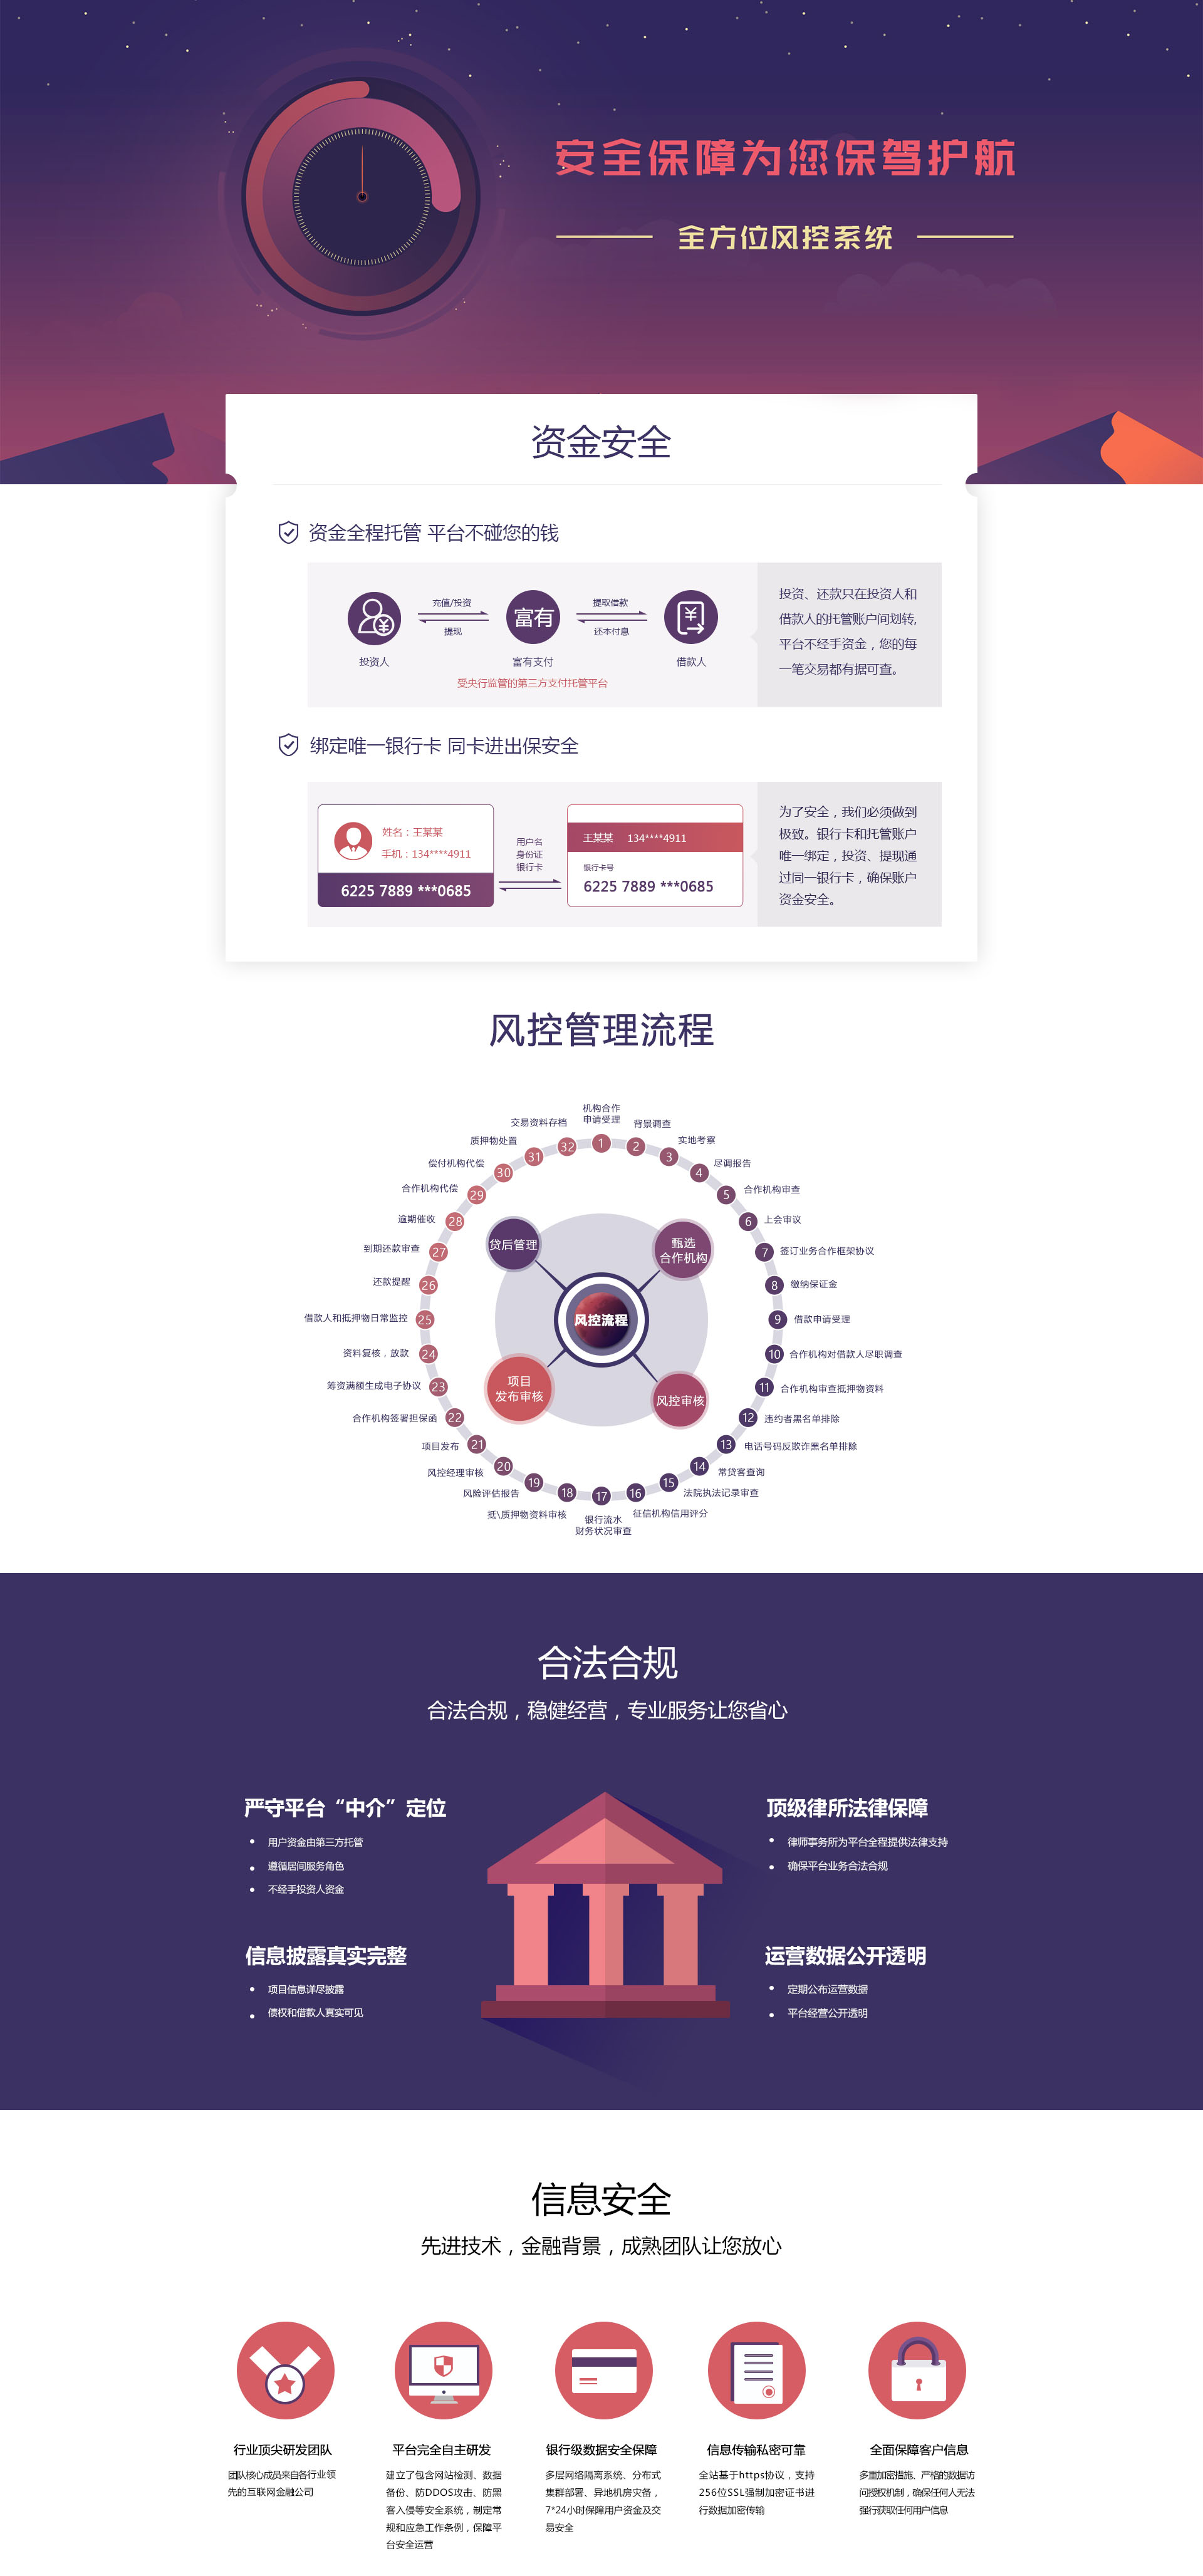 安全保障为您保驾护航
全方位风控系统
资金安全
资金全程托管 平台不碰您的钱
充值/投资
提现
富有
提取借款
还本付息
投资人
富有支付
借款人
受央行监管的第三方支付托管平台
投资、还款只在投资人和
借款人的托管账户间划转,
平台不经手资金，您的每
一笔交易都有据可查。
绑定唯一银行卡 同卡进出保安全
姓名：王某某
手机：134****4911
6225 7889 ***0685
用户名
身份证
银行卡
王某某 134****4911
银行卡号
6225 7889 ***0685
为了安全，我们必须做到
极致。银行卡和托管账户
唯一绑定，投资、提现通
过同一银行卡，确保账户
资金安全。
风控管理流程
1
机构合作
申请受理
2
背景调查
3
实地考察
4
尽调报告
5
合作机构审查
6
上会审议
7
签订业务合作框架协议
8
缴纳保证金
9
借款申请受理
10
合作机构对借款人尽职调查
11
合作机构审查抵押物资料
12
违约者黑名单排除
13
电话号码反欺诈黑名单排除
14
常贷客查询
15
法院执法记录审查
16
征信机构信用评分
17
银行流水
财务状况审查
18
抵\质押物资料审核
19
风险评估报告
20
风控经理审核
21
项目发布
22
合作机构签署担保函
23
筹资满额生成电子协议
24
资料复核，放款
25
借款人和抵押物日常监控
26
还款提醒
27
到期还款审查
28
逾期催收
29
合作机构代偿
30
偿付机构代偿
31
质押物处置
32
交易资料存档
贷后管理
甄选
合作机构
风控流程
项目
发布审核
风控审核
合法合规
合法合规，稳健经营，专业服务让您省心
严守平台“中介”定位
用户资金由第三方托管
遵循居间服务角色
不经手投资人资金
顶级律所法律保障
律师事务所为平台全程提供法律支持
确保平台业务合法合规
信息披露真实完整
项目信息详尽披露
债权和借款人真实可见
运营数据公开透明
定期公布运营数据
平台经营公开透明
信息安全
先进技术，金融背景，成熟团队让您放心
行业顶尖研发团队
团队核心成员来自各行业领
先的互联网金融公司
平台完全自主研发
建立了包含网站检测、数据
备份、防DDOS攻击、防黑
客入侵等安全系统，制定常
规和应急工作条例，保障平
台安全运营
银行级数据安全保障
多层网络隔离系统、分布式
集群部署、异地机房灾备，
7*24小时保障用户资金及交
易安全
信息传输私密可靠
全站基于https协议，支持
256位SSL强制加密证书进
行数据加密传输
全面保障客户信息
多重加密措施、严格的数据访
问授权机制，确保任何人无法
强行获取任何用户信息